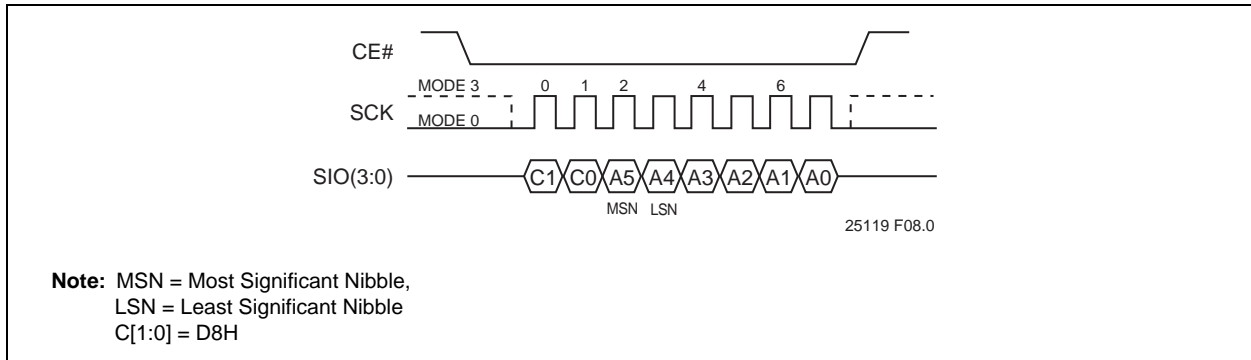 CE#
MODE 3 0 1 2 4 6
SCK
MODE 0
SIO(3:0) C1 C0 A5 A4 A3 A2 A1 A0
MSN LSN
25119 F08.0
Note: MSN = Most Significant Nibble,
LSN = Least Significant Nibble
C[1:0] = D8H